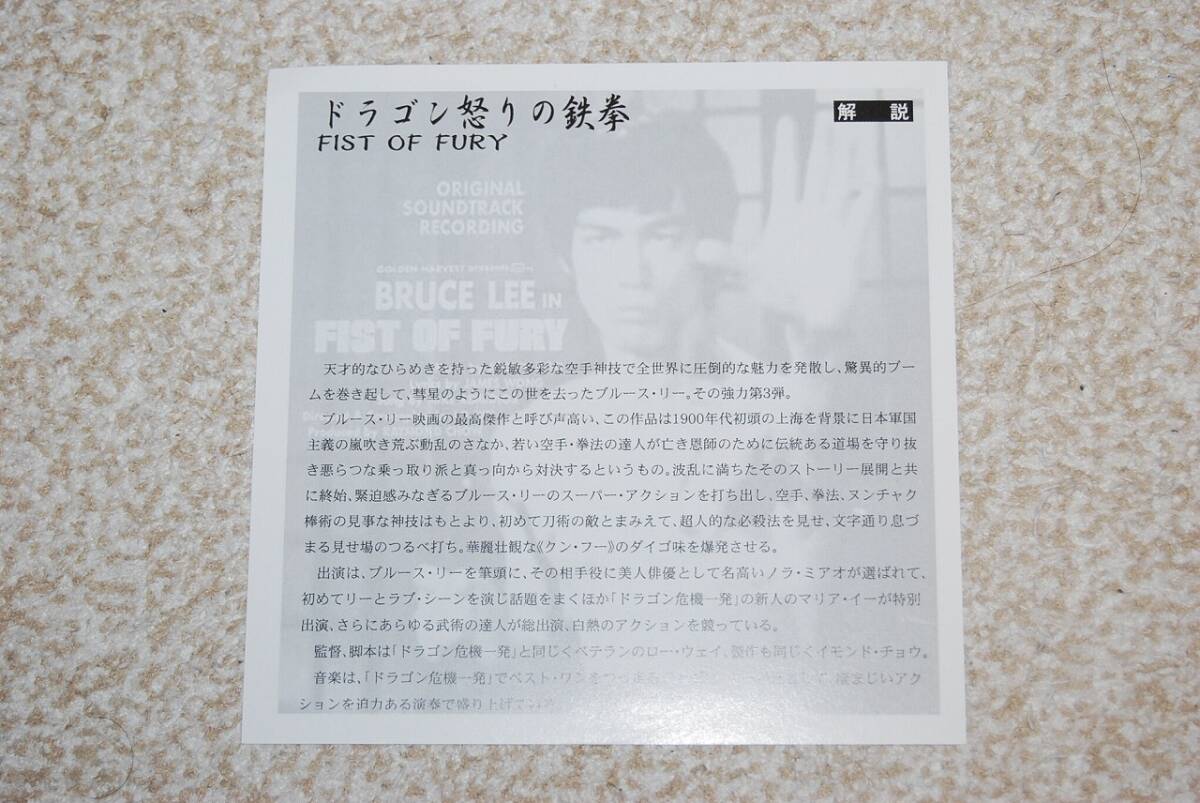 ドラゴン怒りの鉄拳
解説
FIST OF FURY
ORIGINAL
SOUNDTRACK
RECORDING
GOLDEN HARVEST PRESENTS
BRUCE LEE IN
FIST OF FURY
天才的なひらめきを持った鋭敏多彩な空手神技で全世界に圧倒的な魅力を発散し、驚異的ブー
ムを巻き起して、彗星のようにこの世を去ったブルース・リー。その強力第3弾。
ブルース・リー映画の最高傑作と呼び声高い、この作品は1900年代初頭の上海を背景に日本軍国
主義の嵐吹き荒ぶ動乱のさなか、若い空手・拳法の達人が亡き恩師のために伝統ある道場を守り抜
き悪らつな乗っ取り派と真っ向から対決するというもの。波乱に満ちたそのストーリー展開と共
に終始、緊迫感みなぎるブルース・リーのスーパー・アクションを打ち出し、空手、拳法、ヌンチャク
棒術の見事な神技はもとより、初めて刀術の敵とまみえて、超人的な必殺法を見せ、文字通り息づ
まる見せ場のつるべ打ち。華麗壮観な《クン・フー》のダイゴ味を爆発させる。
出演は、ブルース・リーを筆頭に、その相手役に美人俳優として名高いノラ・ミアオが選ばれて、
初めてリーとラブ・シーンを演じ話題をまくほか「ドラゴン危機一発」の新人のマリア・イーが特別
出演、さらにあらゆる武術の達人が総出演、白熱のアクションを競っている。
監督、脚本は「ドラゴン危機一発」と同じくベテランのロー・ウェイ、製作も同じくイモンド・チョウ。
音楽は、「ドラゴン危機一発」でベスト・ワンを 凄まじいアク
ションを迫力ある演奏で盛り上げている